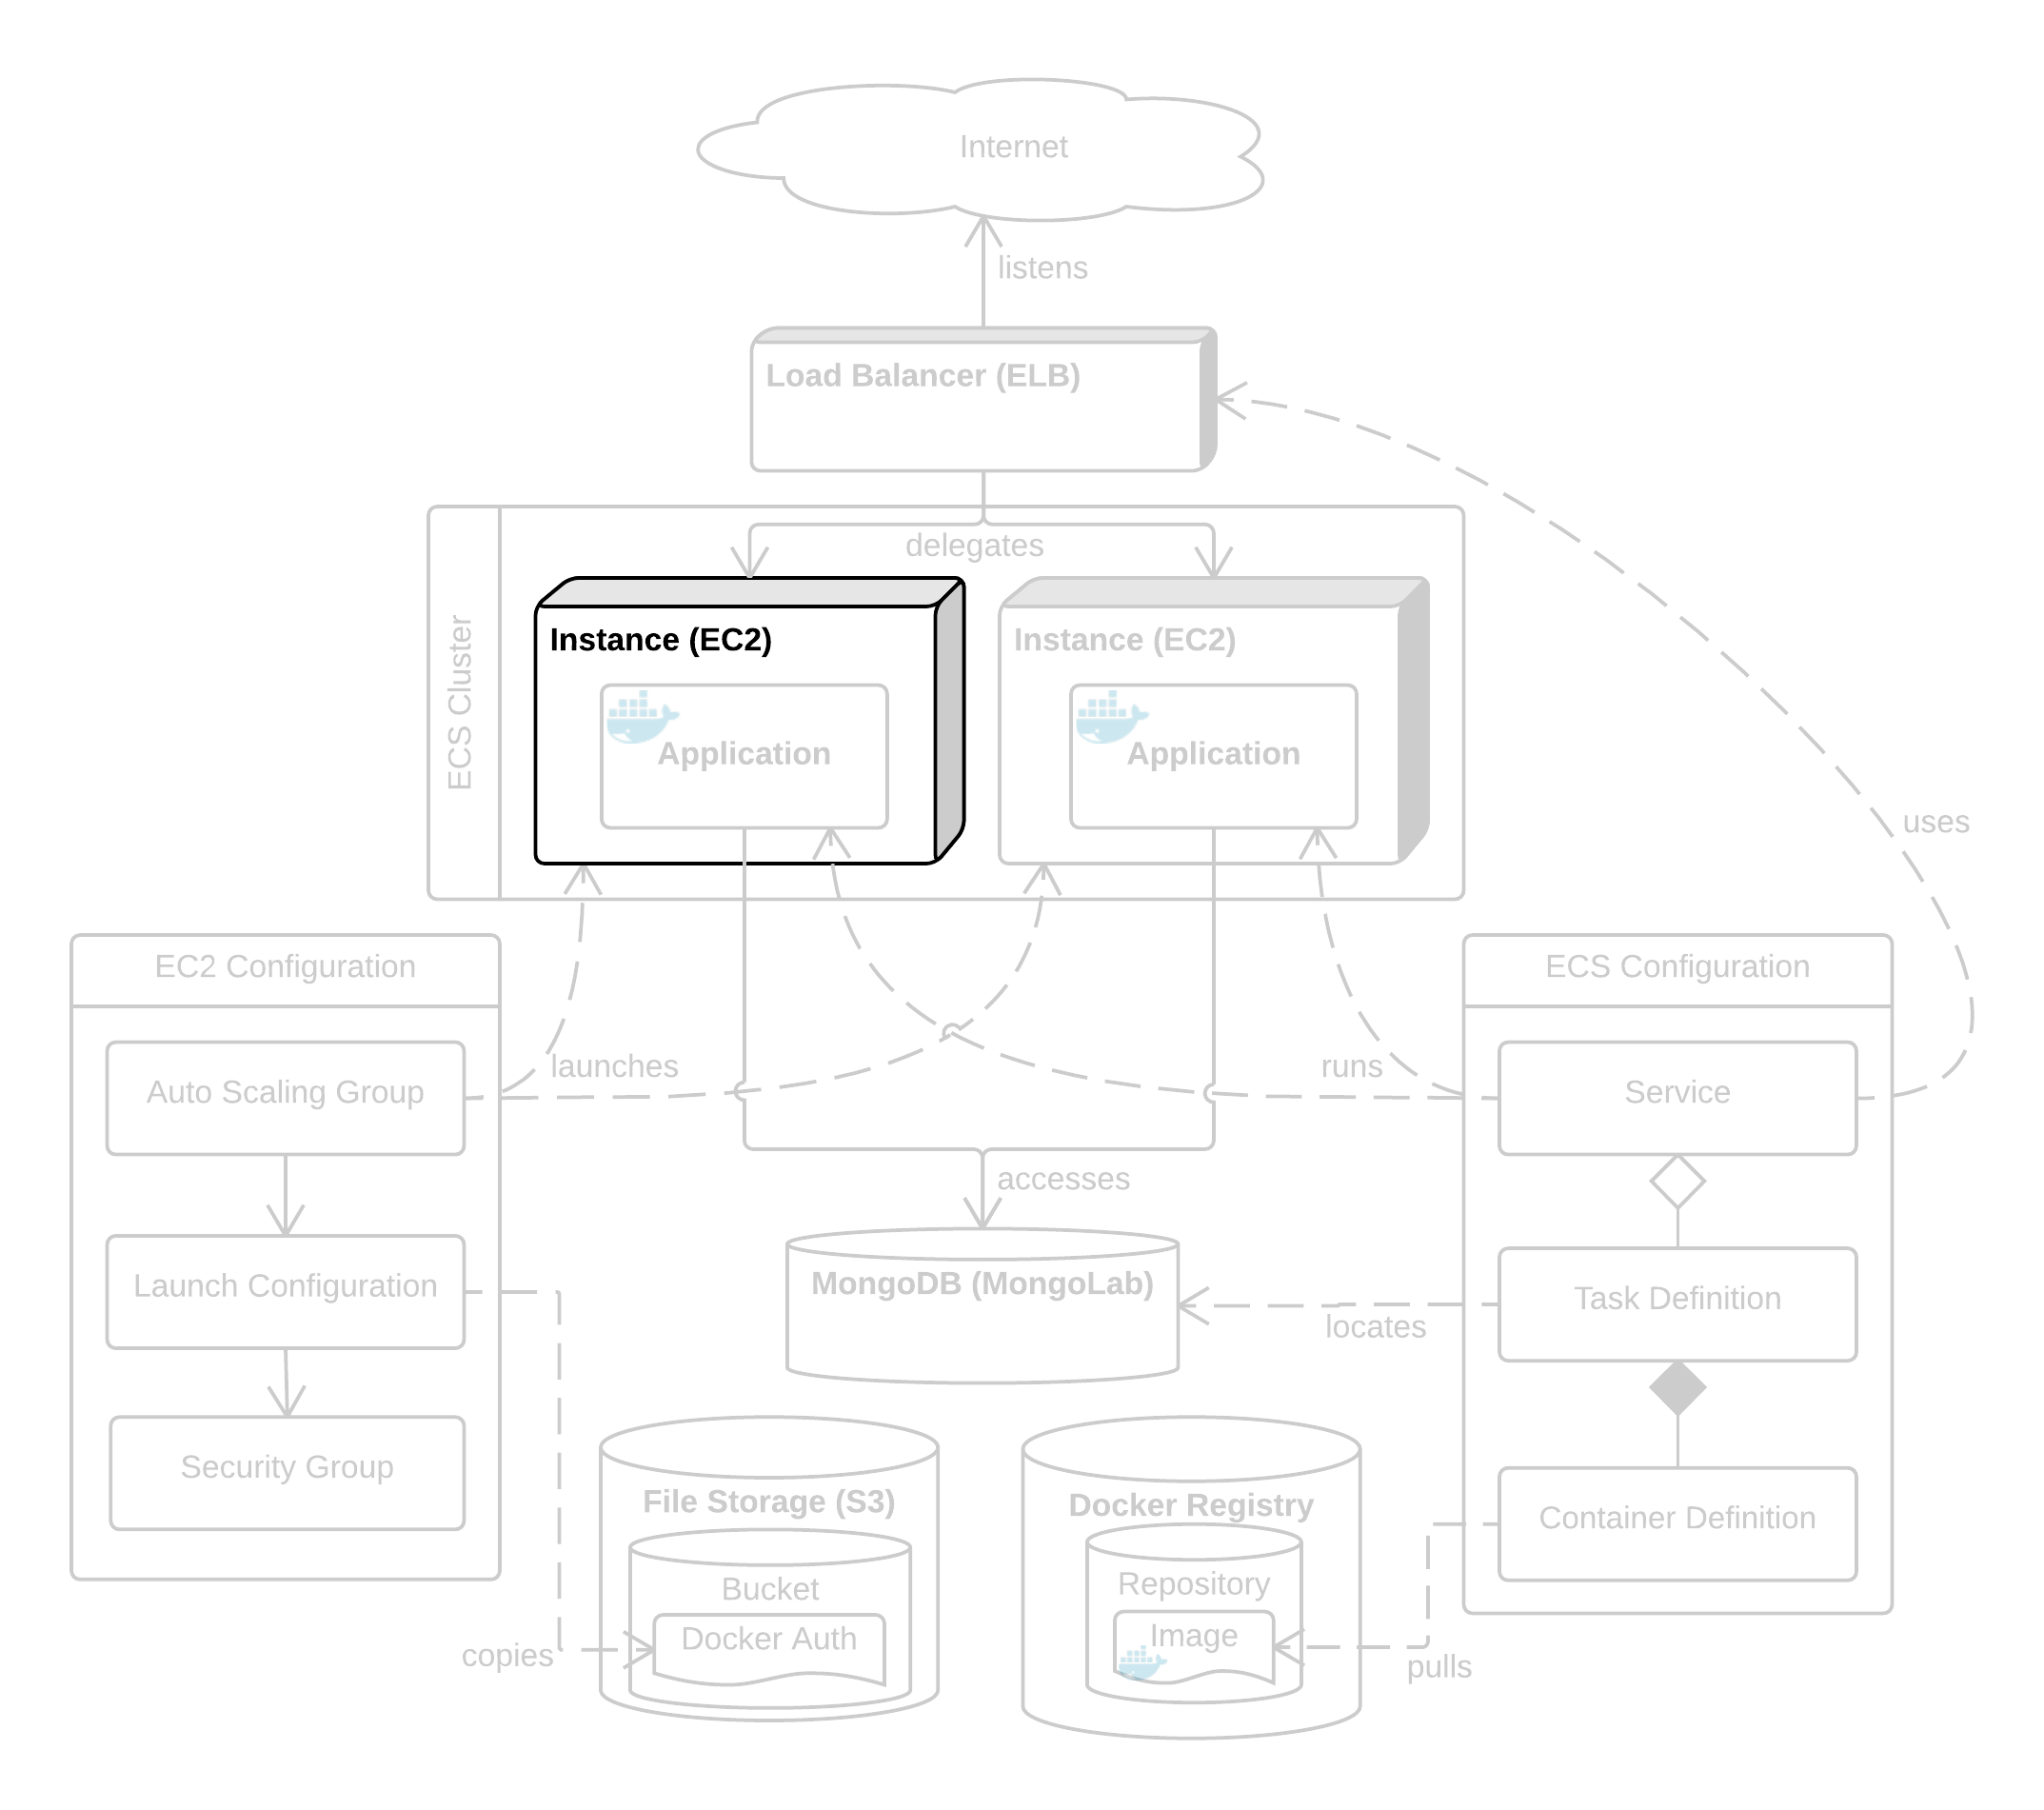 Internet
listens
Load Balancer (ELB)
uses
ECS Cluster
delegates
Instance (EC2)
Application
Instance (EC2)
Application
EC2 Configuration
Auto Scaling Group
Launch Configuration
Security Group
launches
runs
accesses
MongoDB (MongoLab)
locates
ECS Configuration
Service
Task Definition
Container Definition
copies
File Storage (S3)
Bucket
Docker Auth
Docker Registry
Repository
Image
pulls